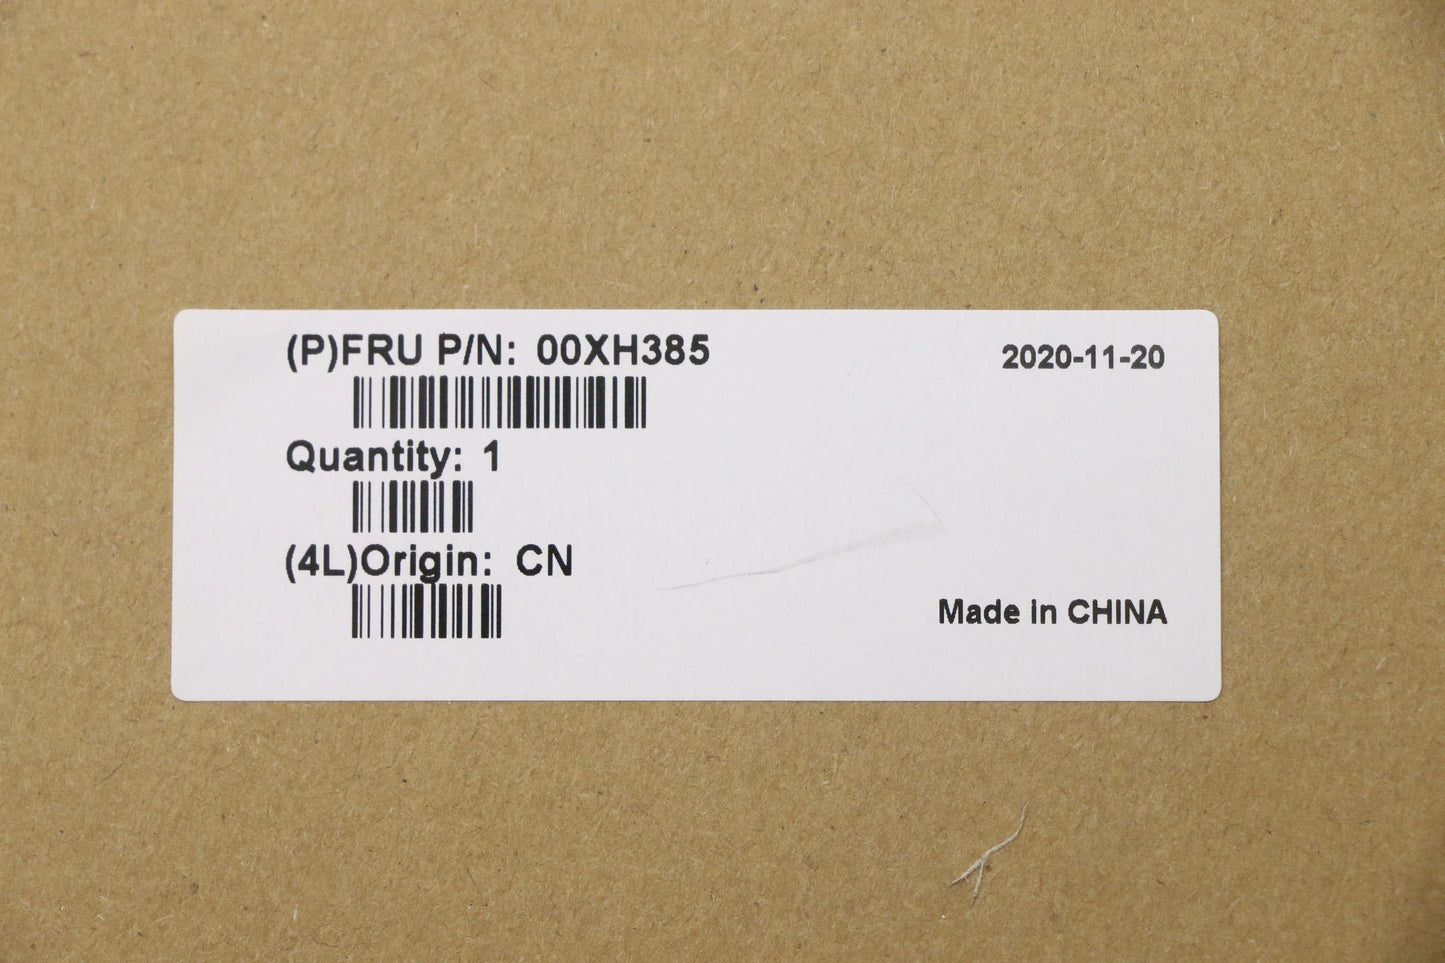 (P)FRU P/N: 00XH385
2020-11-20
Quantity: 1
(4L)Origin: CN
Made in CHINA